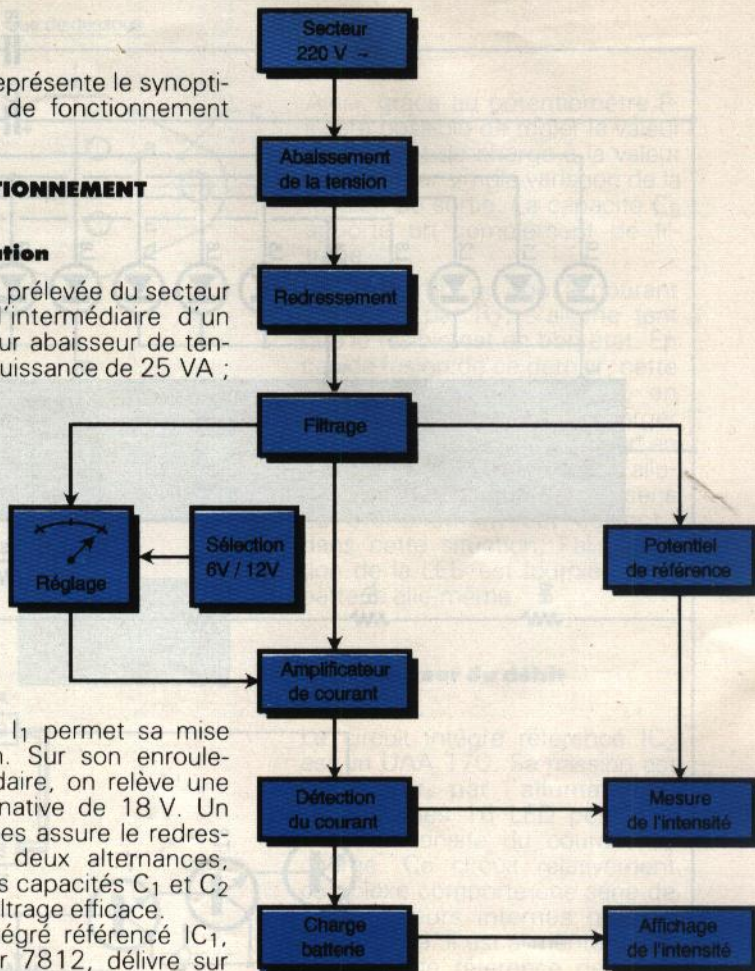 eprésente le synopti-
de fonctionnement
TIONNEMENT
ation
prélevée du secteur
l'intermédiaire d'un
ur abaisseur de ten-
uissance de 25 VA ;
Secteur
220 V ~
Abaissement
de la tension
Redressement
Filtrage
Réglage
Sélection
6V / 12V
Potentiel
de référence
Amplificateur
de courant
Détection
du courant
Mesure
de l'intensité
Charge
batterie
Affichage
de l'intensité
I1 permet sa mise
n. Sur son enroule-
daire, on relève une
native de 18 V. Un
es assure le redres-
deux alternances,
s capacités C1 et C2
iltrage efficace.
tégré référencé IC1,
r 7812, délivre sur